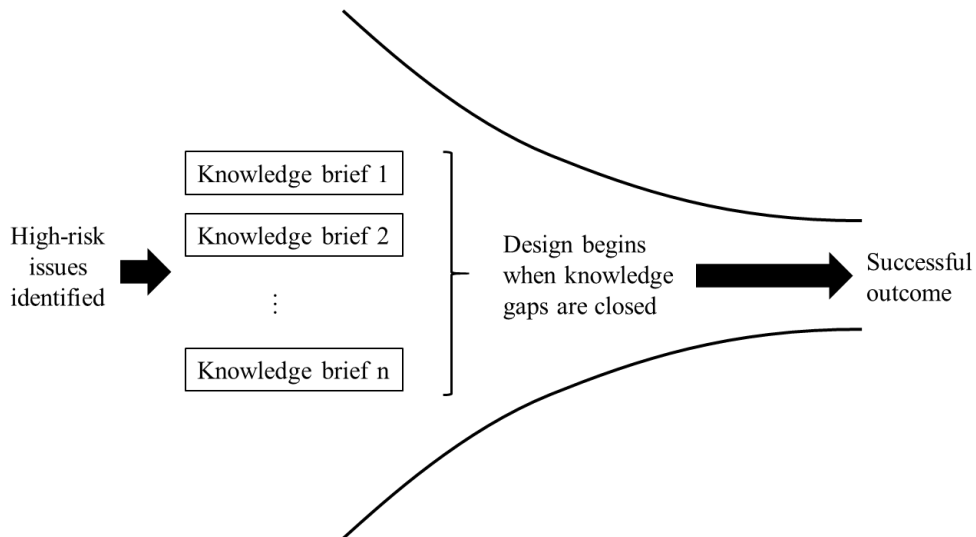 High-risk
issues
identified
Knowledge brief 1
Knowledge brief 2
⋮
Knowledge brief n
Design begins
when knowledge
gaps are closed
Successful
outcome